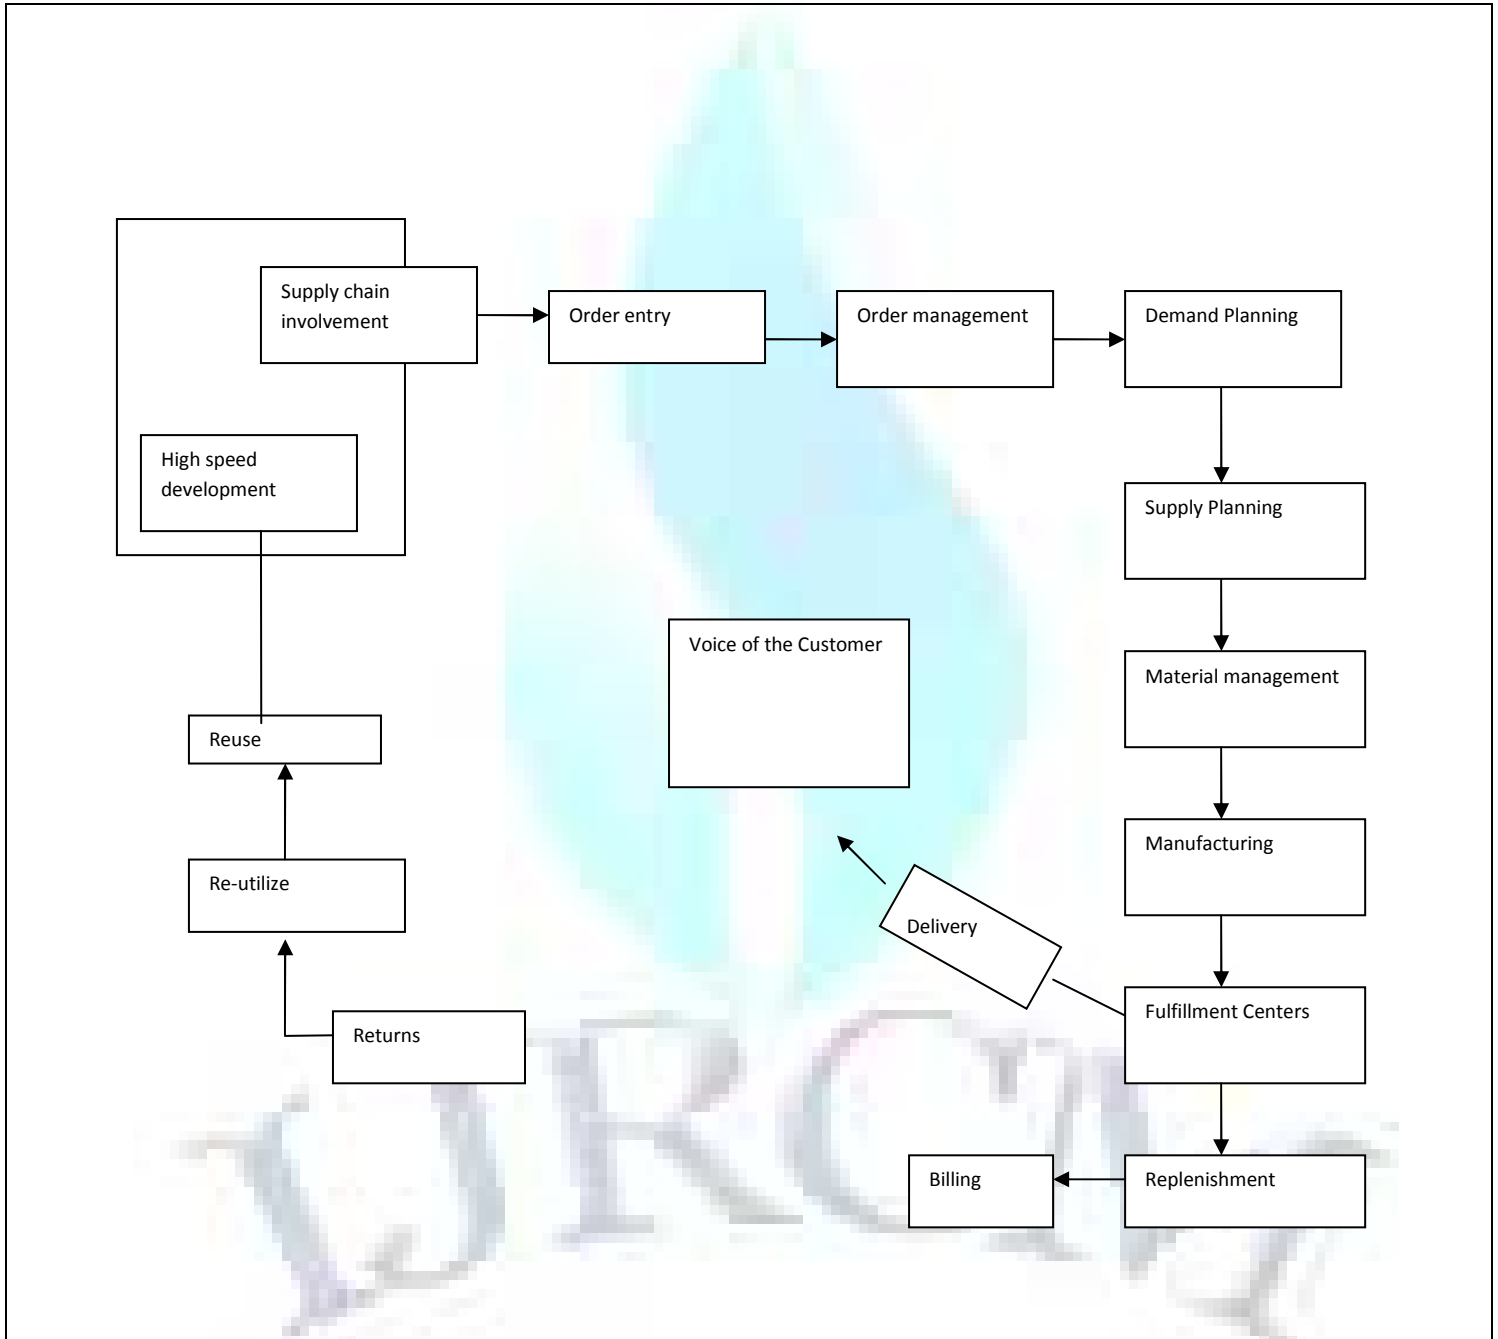 Supply chain
involvement
Order entry
Order management
Demand Planning
High speed
development
Supply Planning
Voice of the Customer
Material management
Reuse
Manufacturing
Re-utilize
Delivery
Fulfillment Centers
Returns
Billing
Replenishment
IJRCM